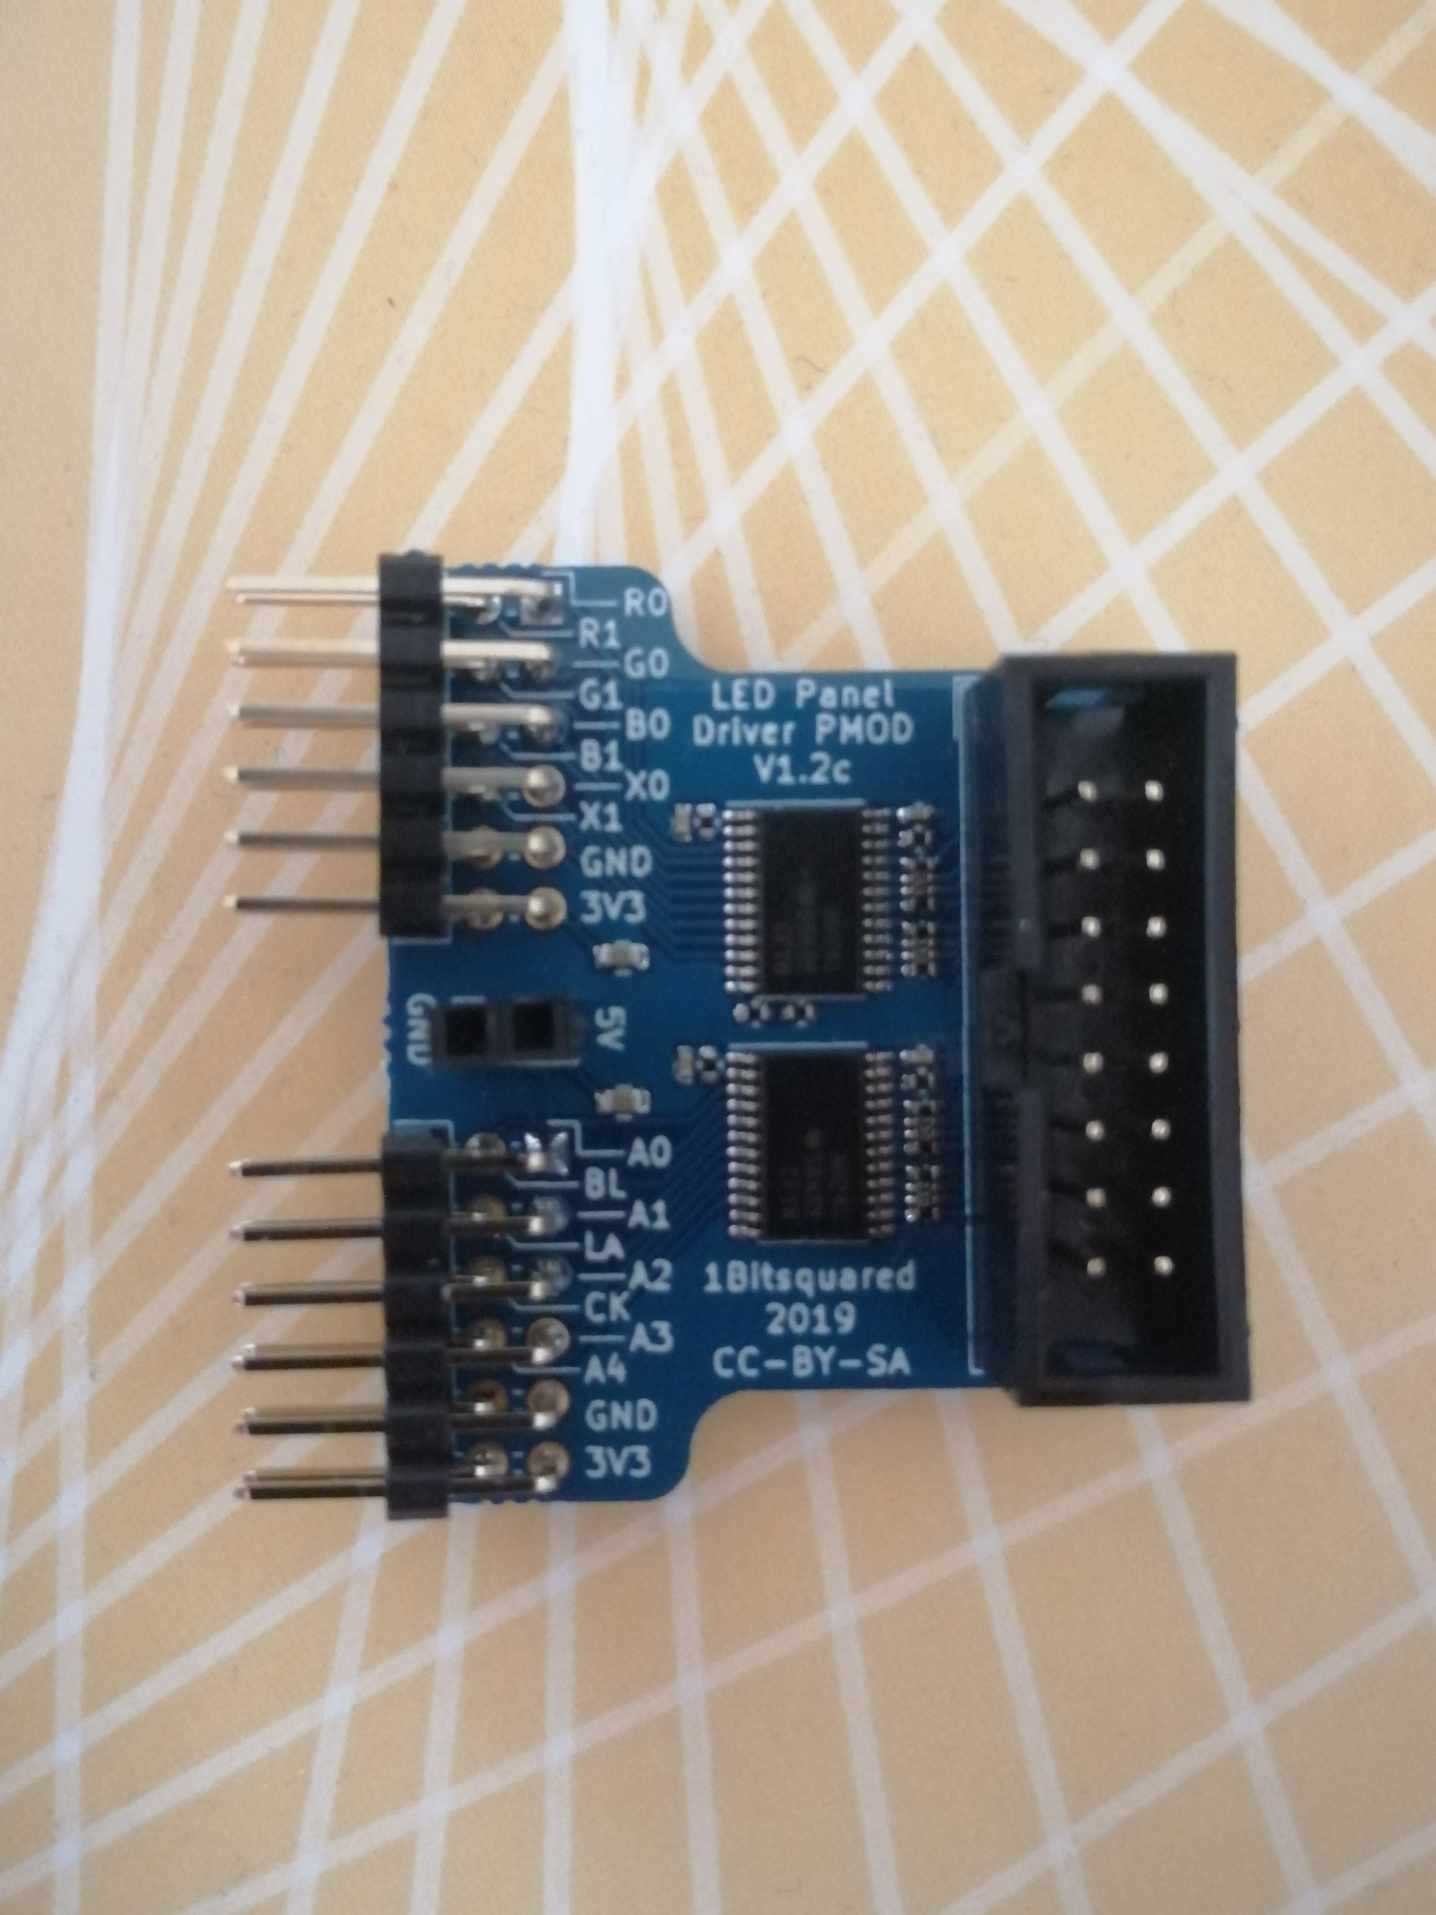 R0
R1
G0
G1
B0
B1
X0
X1
GND
3V3
LED Panel
Driver PMOD
V1.2c
GND
5V
A0
BL
A1
LA
A2
CK
A3
A4
GND
3V3
1Bitsquared
2019
CC-BY-SA